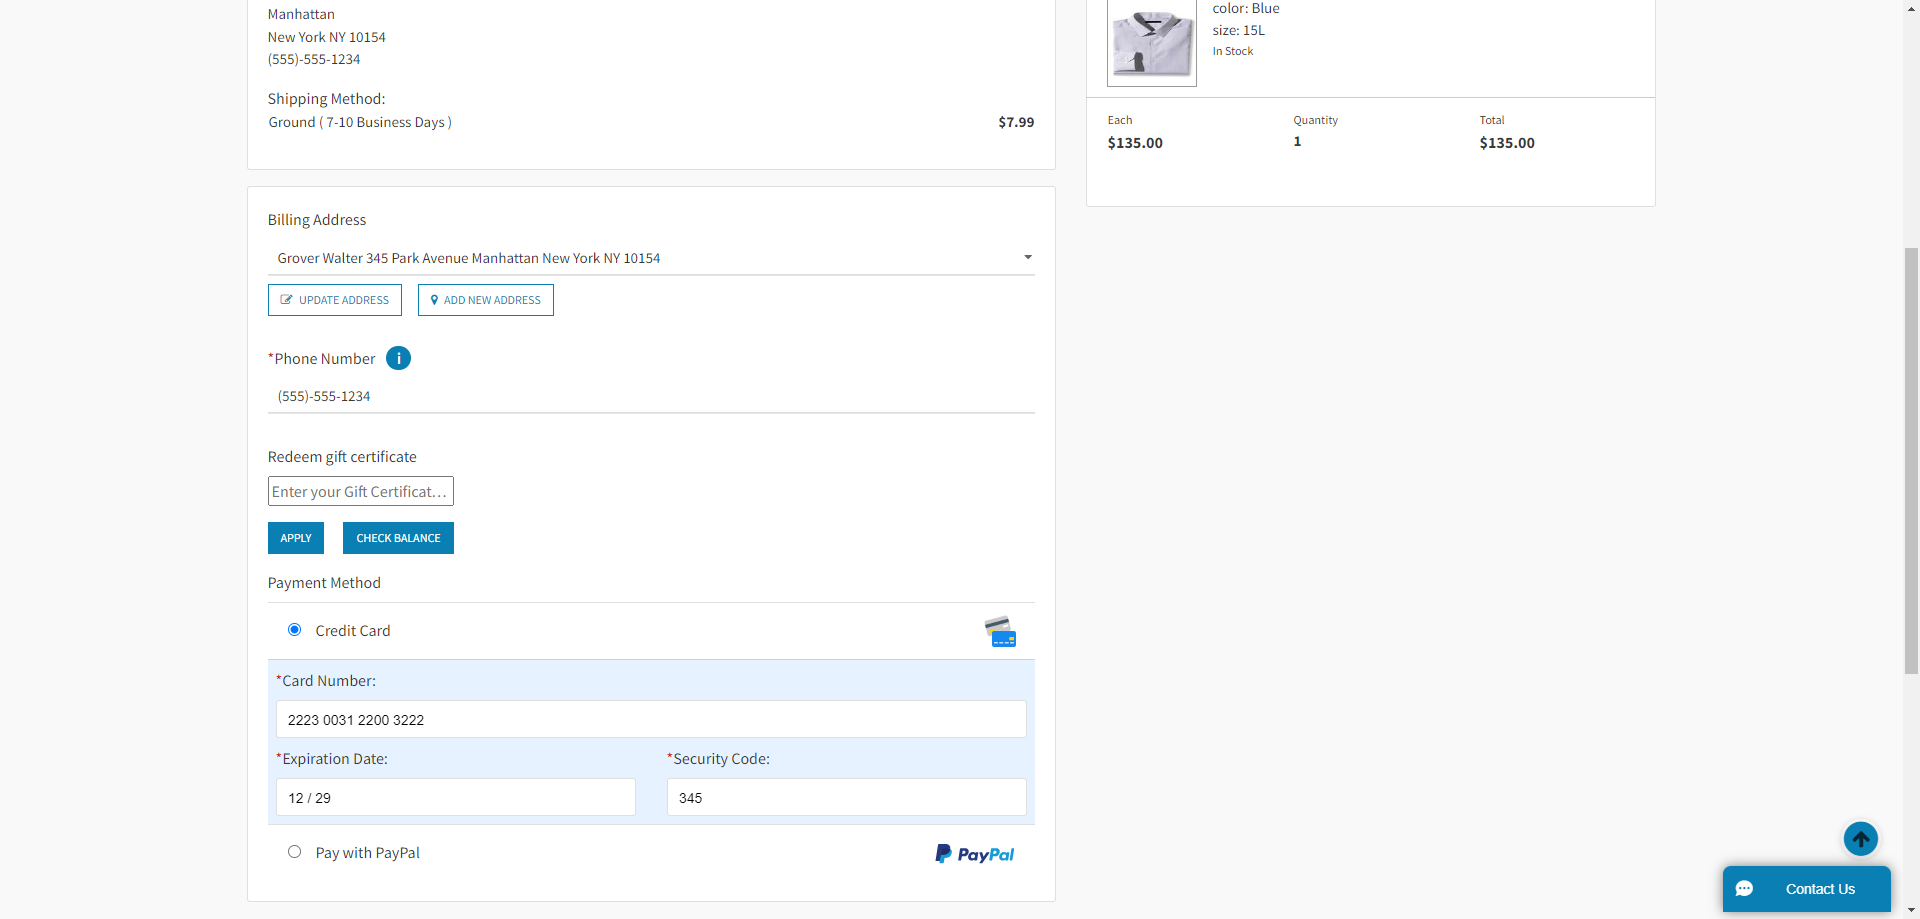 Manhattan
New York NY 10154
(555)-555-1234
Shipping Method:
Ground ( 7-10 Business Days )
$7.99
color: Blue
size: 15L
In Stock
Each
Quantity
Total
$135.00
1
$135.00
Billing Address
Grover Walter 345 Park Avenue Manhattan New York NY 10154
UPDATE ADDRESS
ADD NEW ADDRESS
*Phone Number i
(555)-555-1234
Redeem gift certificate
Enter your Gift Certificat...
APPLY
CHECK BALANCE
Payment Method
Credit Card
*Card Number:
2223 0031 2200 3222
*Expiration Date:
*Security Code:
12 / 29
345
Pay with PayPal
PayPal
Contact Us